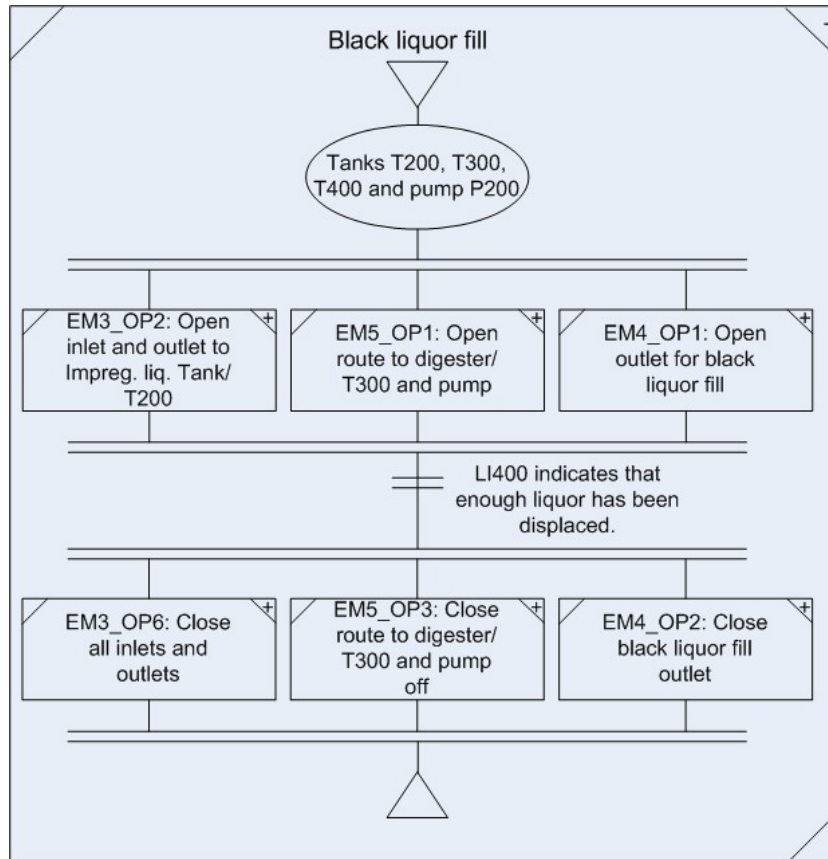 Black liquor fill
Tanks T200, T300,
T400 and pump P200
EM3_OP2: Open
inlet and outlet to
Impreg. liq. Tank/
T200
+
EM5_OP1: Open
route to digester/
T300 and pump
+
EM4_OP1: Open
outlet for black
liquor fill
+
LI400 indicates that
enough liquor has been
displaced.
EM3_OP6: Close
all inlets and
outlets
+
EM5_OP3: Close
route to digester/
T300 and pump
off
+
EM4_OP2: Close
black liquor fill
outlet
+